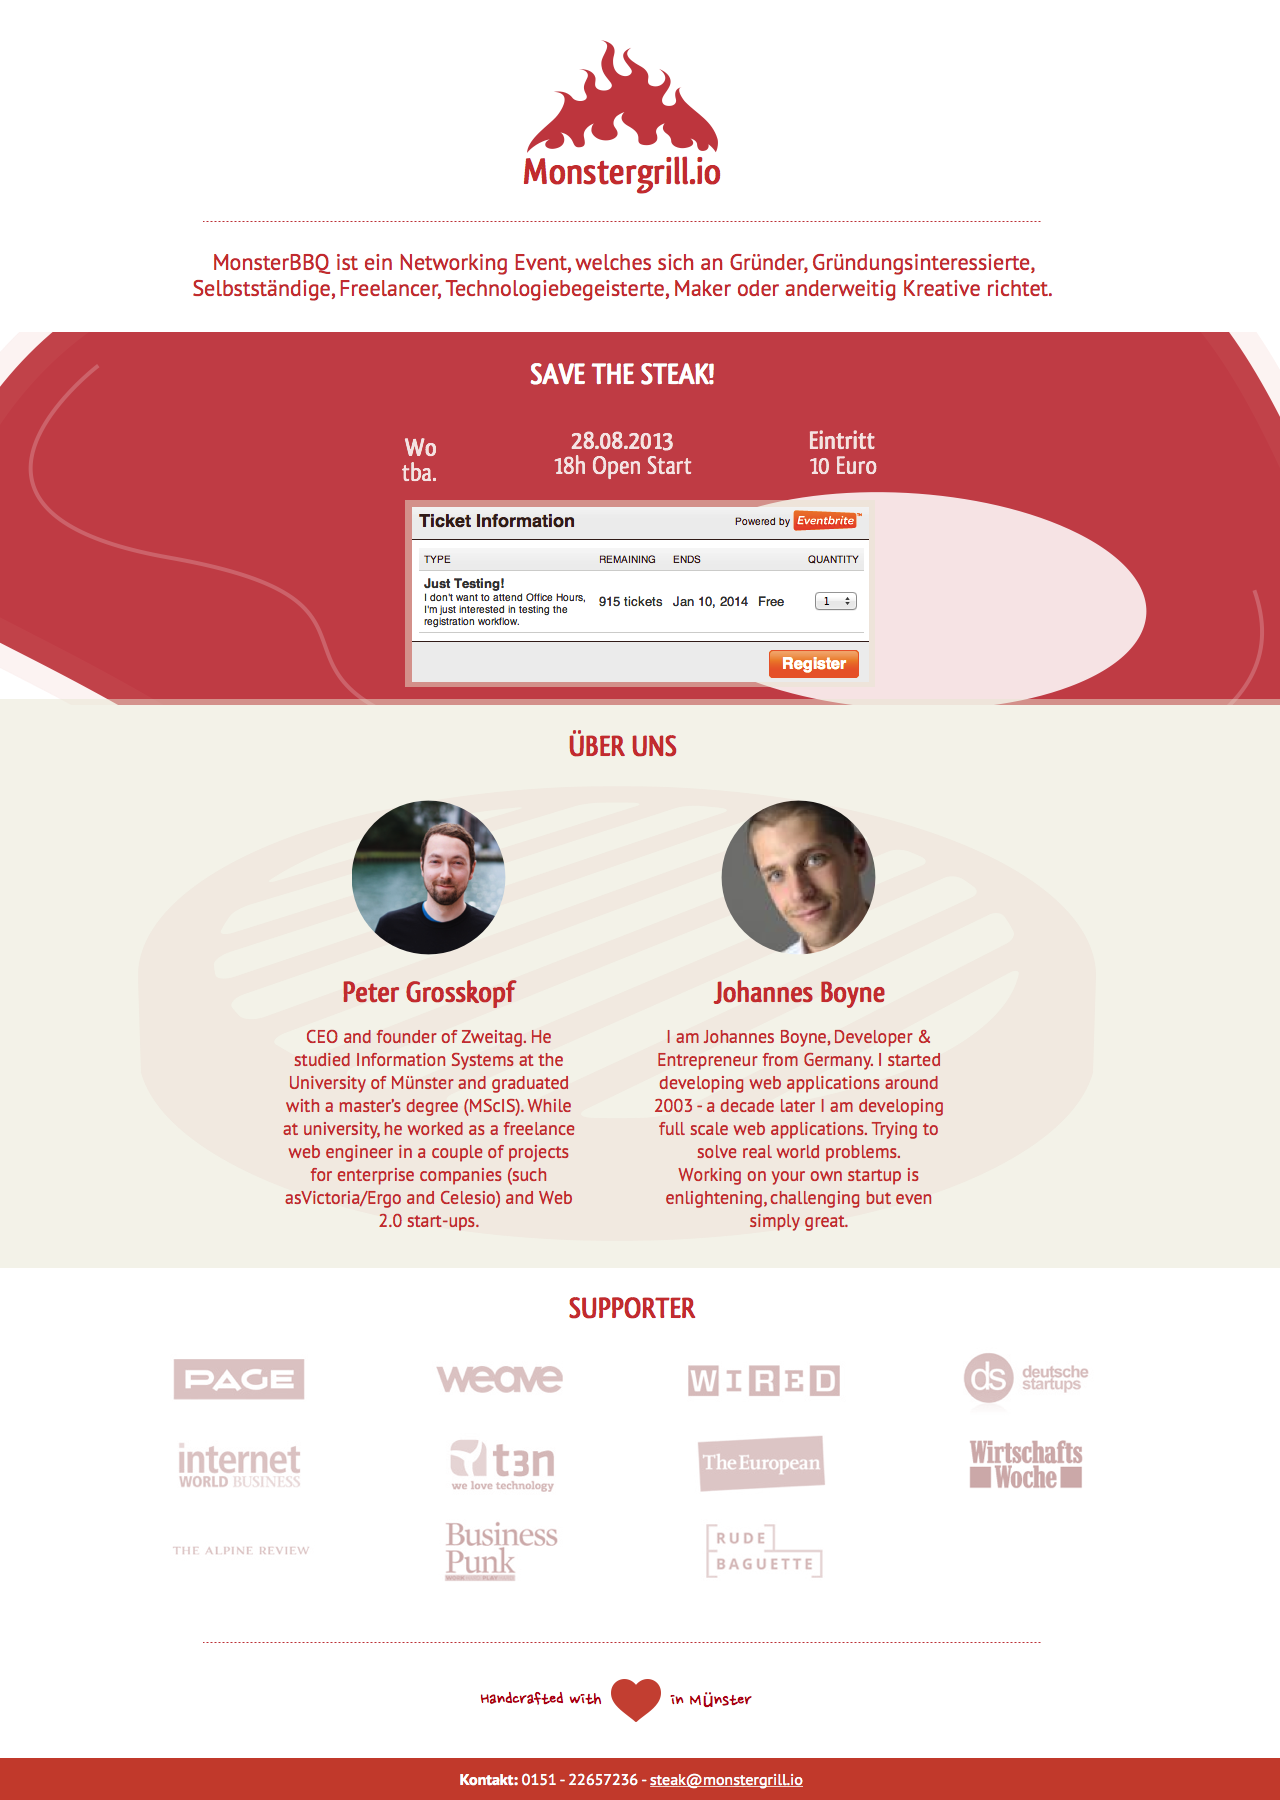 Monstergrill.io
MonsterBBQ ist ein Networking Event, welches sich an Gründer, Gründungsinteressierte,
Selbstständige, Freelancer, Technologiebegeisterte, Maker oder anderweitig Kreative richtet.
SAVE THE STEAK!
Wo
tba.
28.08.2013
18h Open Start
Eintritt
10 Euro
Ticket Information
Powered by Eventbrite™
TYPE REMAINING ENDS QUANTITY
Just Testing!
I don't want to attend Office Hours,
I'm just interested in testing the
registration workflow.
915 tickets Jan 10, 2014 Free 1
Register
ÜBER UNS
Peter Grosskopf
CEO and founder of Zweitag. He
studied Information Systems at the
University of Münster and graduated
with a master's degree (MScIS). While
at university, he worked as a freelance
web engineer in a couple of projects
for enterprise companies (such
asVictoria/Ergo and Celesio) and Web
2.0 start-ups.
Johannes Boyne
I am Johannes Boyne, Developer &
Entrepreneur from Germany. I started
developing web applications around
2003 - a decade later I am developing
full scale web applications. Trying to
solve real world problems.
Working on your own startup is
enlightening, challenging but even
simply great.
SUPPORTER
PAGE
weave
WIRED
ds deutsche
startups
internet
WORLD BUSINESS
t3n
we love technology
The European
Wirtschafts
Woche
THE ALPINE REVIEW
Business
Punk
RUDE
BAGUETTE
Handcrafted with in Münster
Kontakt: 0151 - 22657236 - steak@monstergrill.io